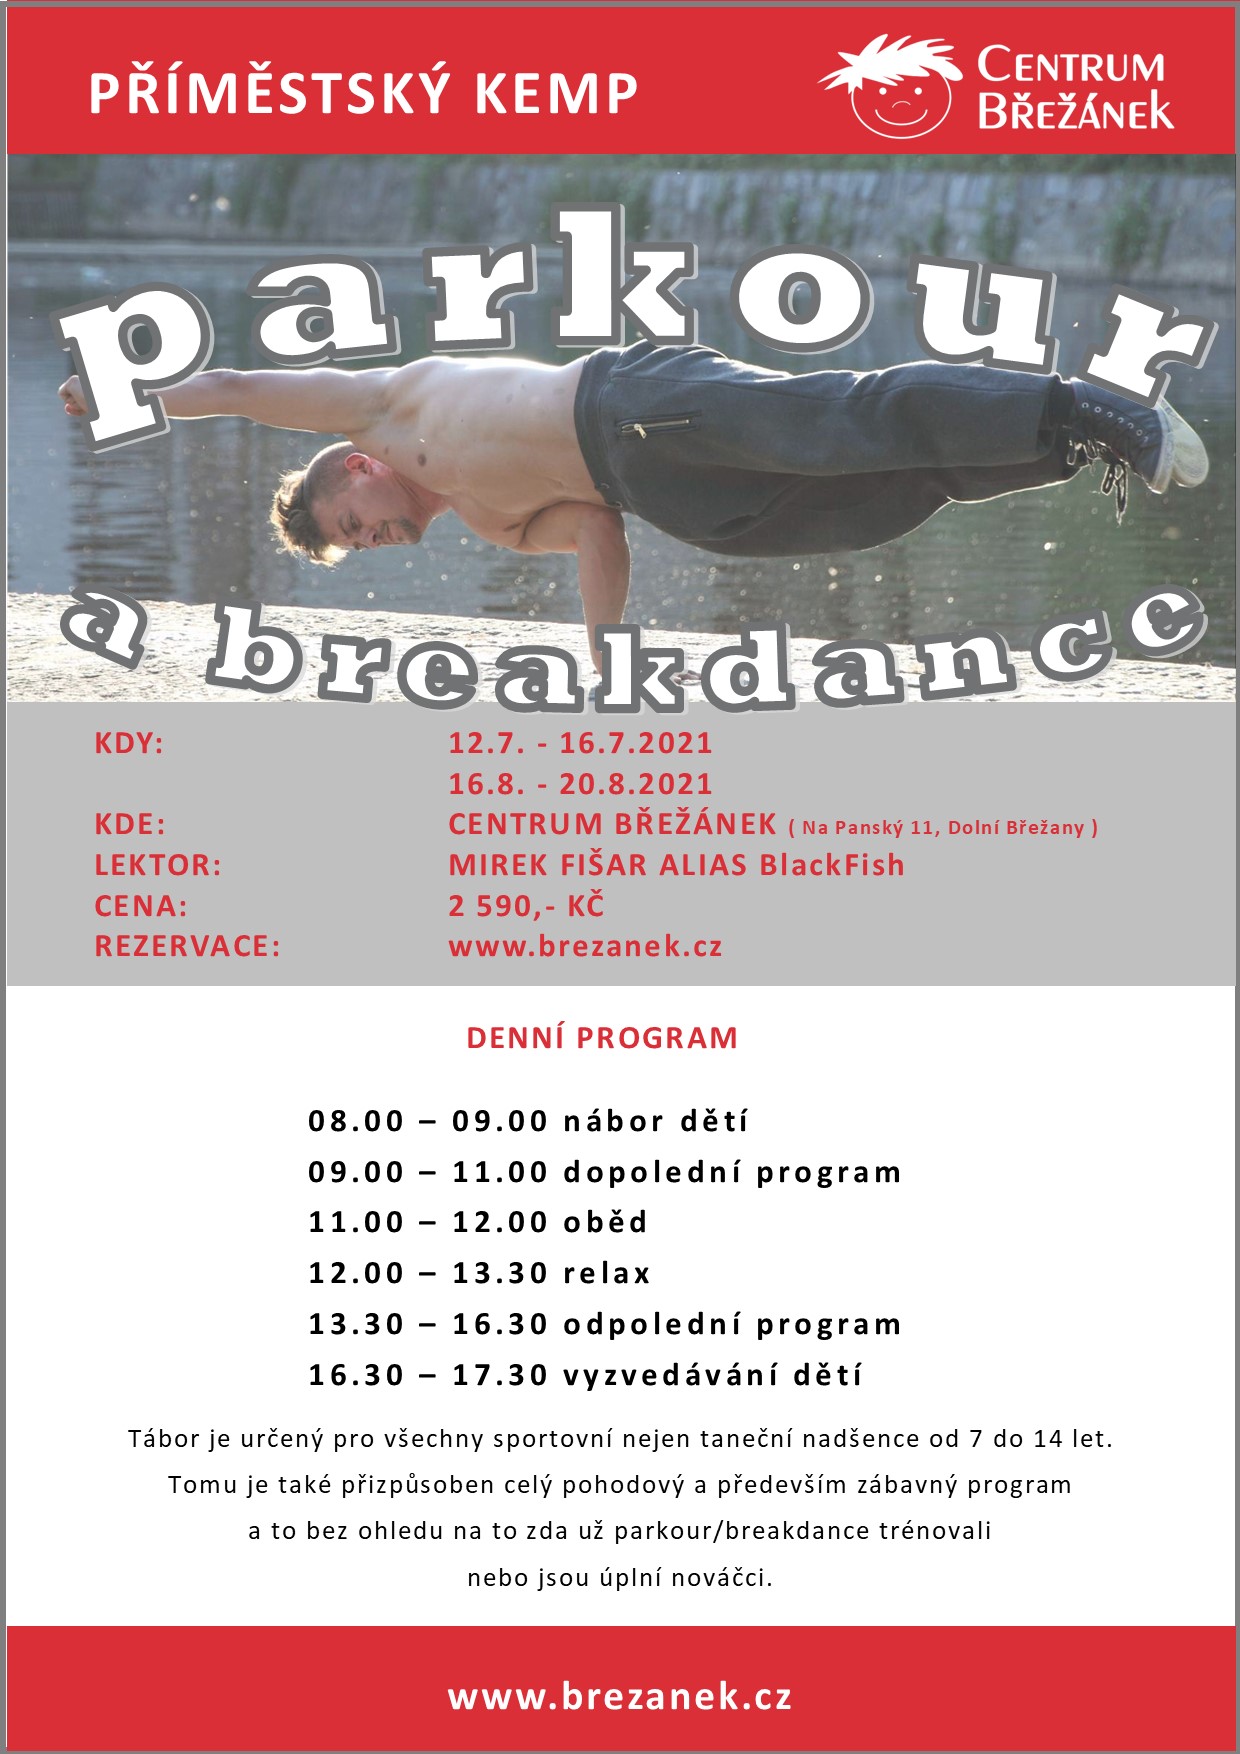 PŘÍMĚSTSKÝ KEMP
CENTRUM
BŘEŽÁNEK
parkour
a breakdance
KDY: 12.7. - 16.7.2021
16.8. - 20.8.2021
KDE: CENTRUM BŘEŽÁNEK ( Na Panský 11, Dolní Břežany )
LEKTOR: MIREK FIŠAR ALIAS BlackFish
CENA: 2 590,- KČ
REZERVACE: www.brezanek.cz
DENNÍ PROGRAM
08.00 – 09.00 nábor dětí
09.00 – 11.00 dopolední program
11.00 – 12.00 oběd
12.00 – 13.30 relax
13.30 – 16.30 odpolední program
16.30 – 17.30 vyzvedávání dětí
Tábor je určený pro všechny sportovní nejen taneční nadšence od 7 do 14 let.
Tomu je také přizpůsoben celý pohodový a především zábavný program
a to bez ohledu na to zda už parkour/breakdance trénovali
nebo jsou úplní nováčci.
www.brezanek.cz